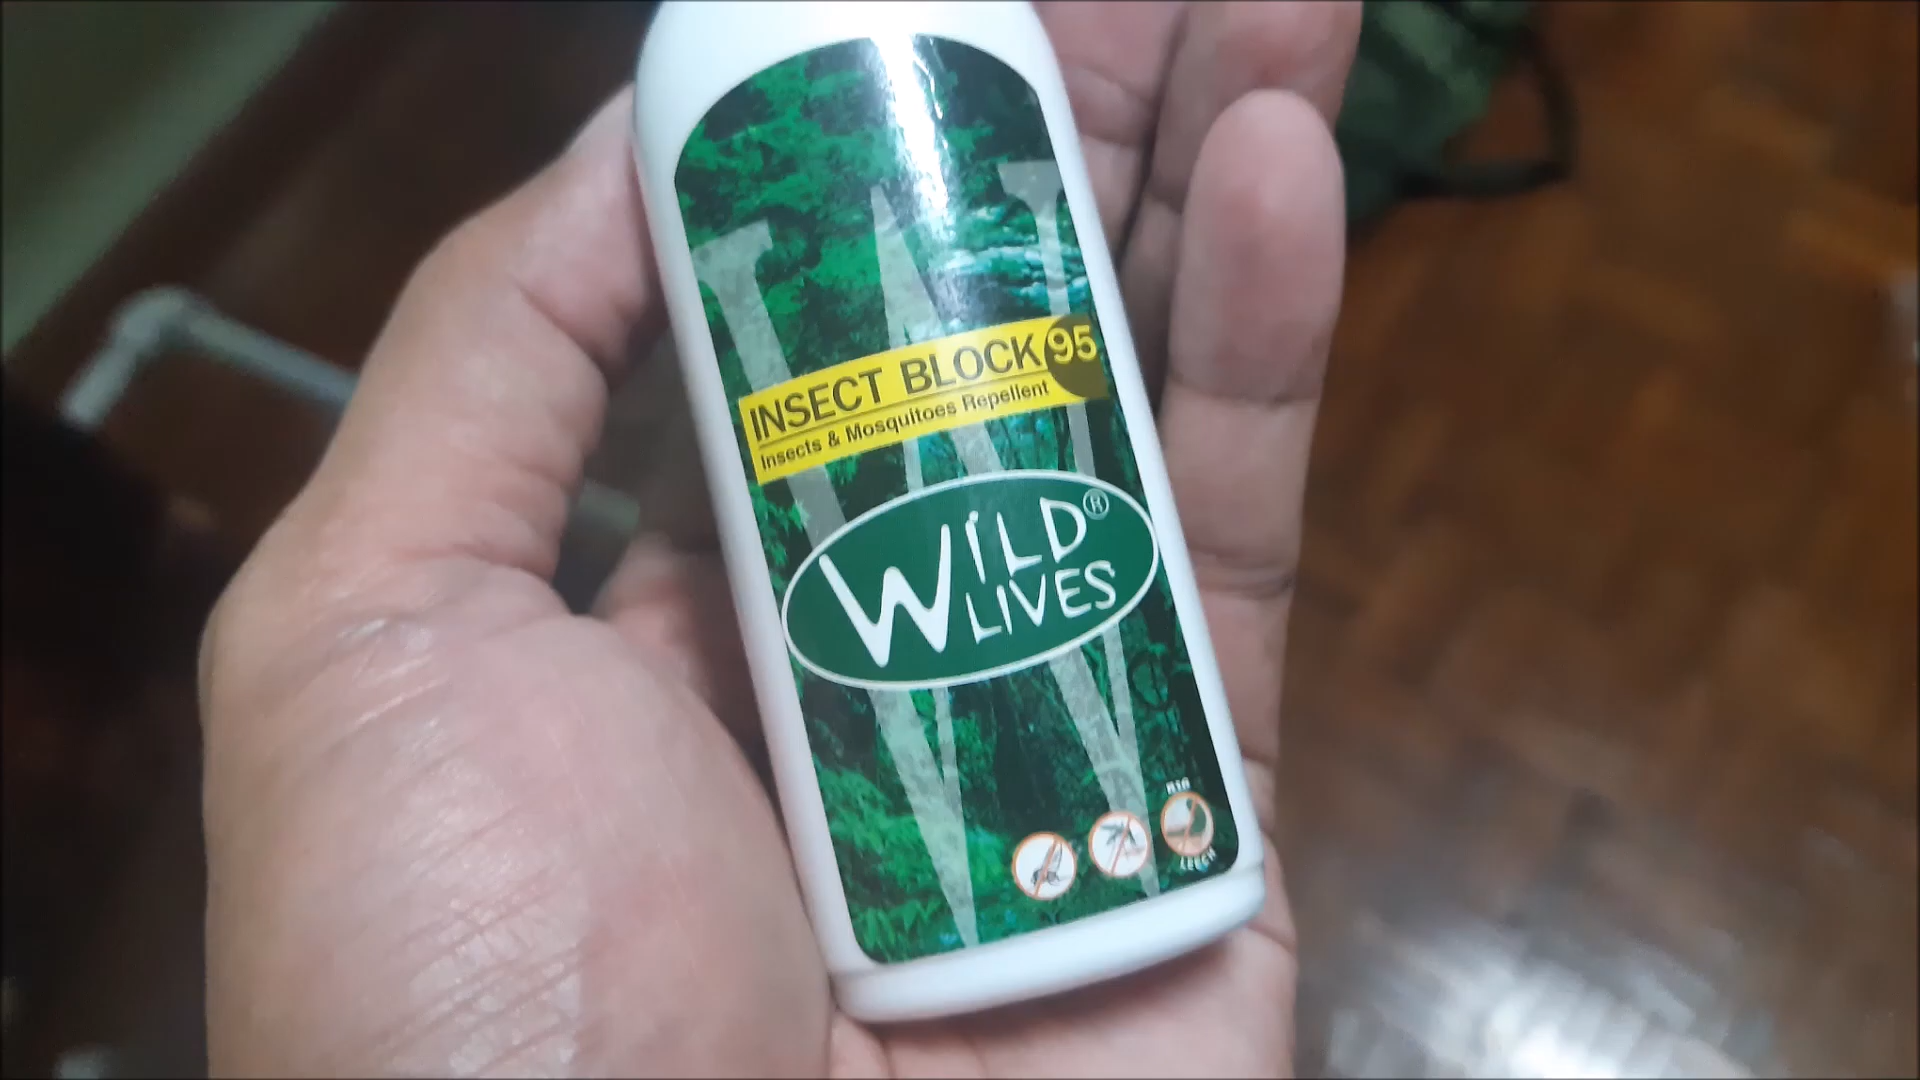 INSECT BLOCK 95
Insects & Mosquitoes Repellent
WILD®
LIVES
LEECH